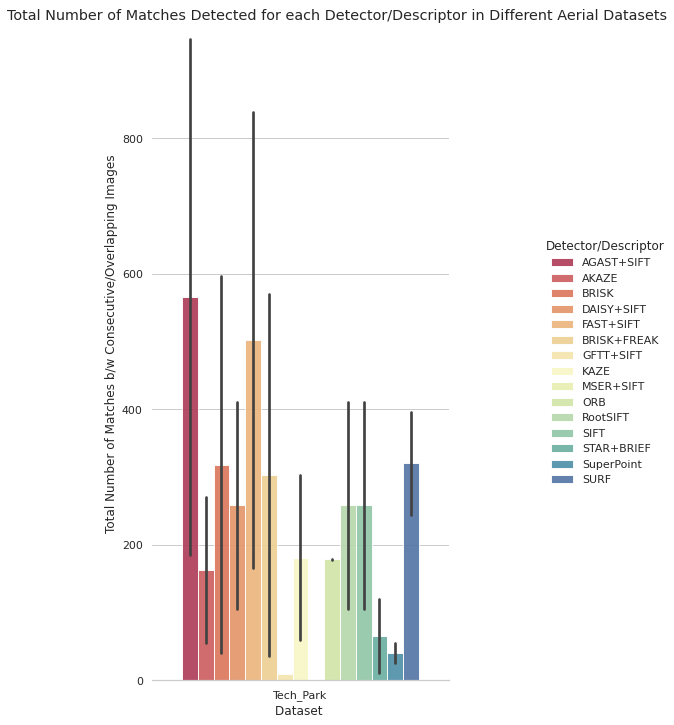 Total Number of Matches Detected for each Detector/Descriptor in Different Aerial Datasets
Total Number of Matches b/w Consecutive/Overlapping Images
800
600
400
200
0
Tech_Park
Dataset
Detector/Descriptor
AGAST+SIFT
AKAZE
BRISK
DAISY+SIFT
FAST+SIFT
BRISK+FREAK
GFTT+SIFT
KAZE
MSER+SIFT
ORB
RootSIFT
SIFT
STAR+BRIEF
SuperPoint
SURF